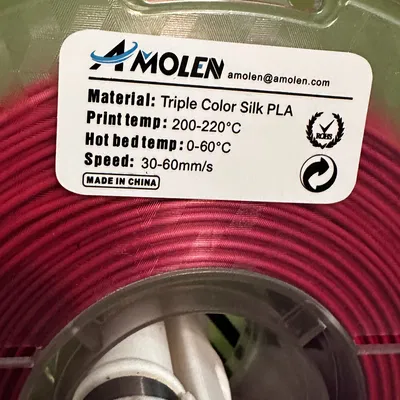 AMOLEN
amolen@amolen.com
Material: Triple Color Silk PLA
Print temp: 200-220°C
Hot bed temp: 0-60°C
Speed: 30-60mm/s
MADE IN CHINA
ROHS